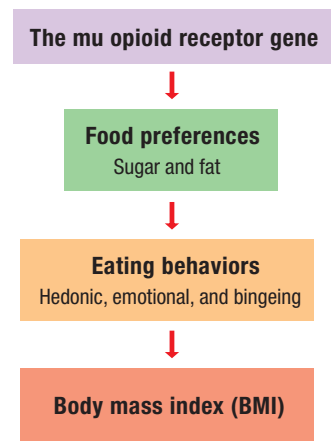 The mu opioid receptor gene
Food preferences
Sugar and fat
Eating behaviors
Hedonic, emotional, and bingeing
Body mass index (BMI)